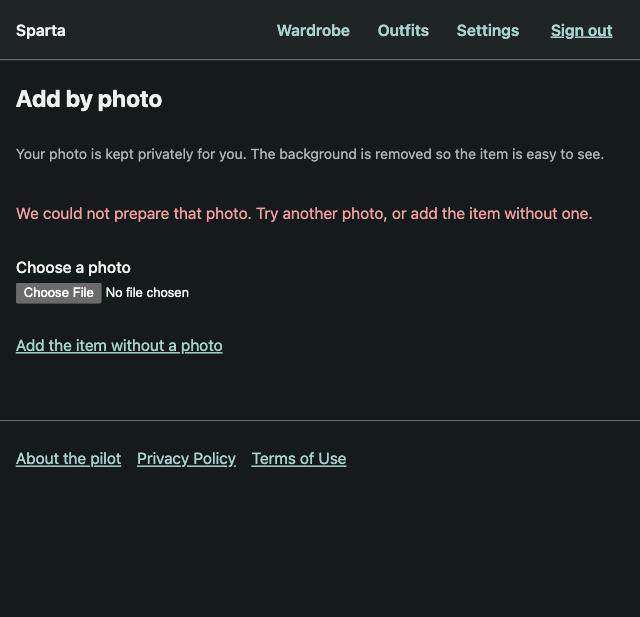 Sparta
Wardrobe Outfits Settings Sign out
Add by photo
Your photo is kept privately for you. The background is removed so the item is easy to see.
We could not prepare that photo. Try another photo, or add the item without one.
Choose a photo
Choose File No file chosen
Add the item without a photo
About the pilot Privacy Policy Terms of Use